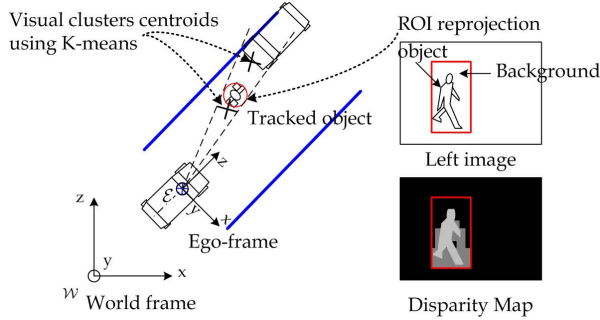 Visual clusters centroids
using K-means
ROI reprojection
object
Background
Tracked object
Left image
z
ε
y
x
Ego-frame
z
y
x
W
World frame
Disparity Map